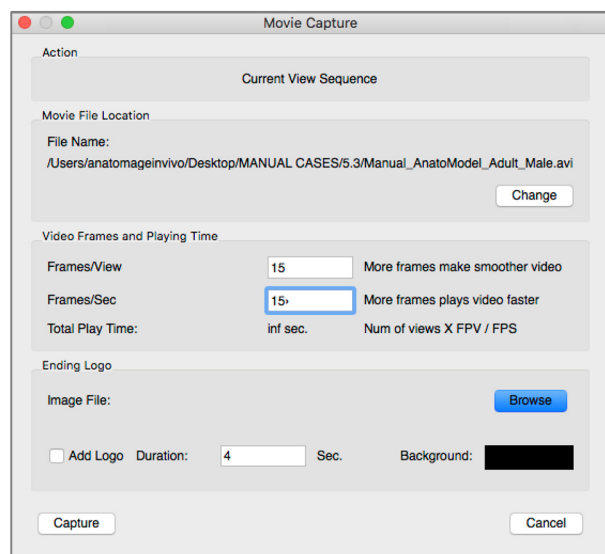 Movie Capture
Action
Current View Sequence
Movie File Location
File Name:
/Users/anatomageinvivo/Desktop/MANUAL CASES/5.3/Manual_AnatoModel_Adult_Male.avi
Change
Video Frames and Playing Time
Frames/View 15 More frames make smoother video
Frames/Sec 15› More frames plays video faster
Total Play Time: inf sec. Num of views X FPV / FPS
Ending Logo
Image File: Browse
Add Logo Duration: 4 Sec. Background:
Capture Cancel